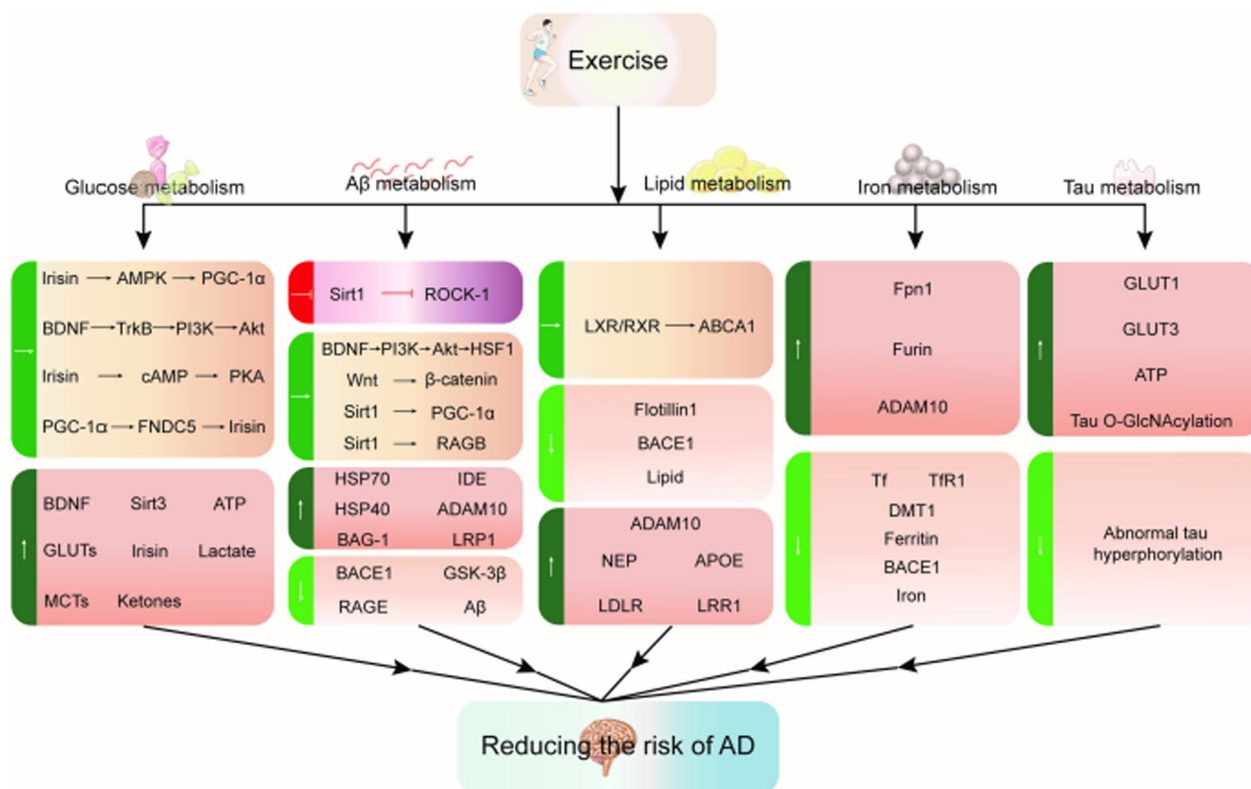 Exercise
Glucose metabolism
Aβ metabolism
Lipid metabolism
Iron metabolism
Tau metabolism
Irisin → AMPK → PGC-1α
BDNF → TrkB → PI3K → Akt
Irisin → cAMP → PKA
PGC-1α → FNDC5 → Irisin
BDNF Sirt3 ATP
GLUTs Irisin Lactate
MCTs Ketones
Sirt1 ⊣ ROCK-1
BDNF → PI3K → Akt → HSF1
Wnt → β-catenin
Sirt1 → PGC-1α
Sirt1 → RAGB
HSP70 IDE
HSP40 ADAM10
BAG-1 LRP1
BACE1 GSK-3β
RAGE Aβ
LXR/RXR → ABCA1
Flotillin1
BACE1
Lipid
ADAM10
NEP APOE
LDLR LRR1
Fpn1
Furin
ADAM10
Tf TfR1
DMT1
Ferritin
BACE1
Iron
GLUT1
GLUT3
ATP
Tau O-GlcNAcylation
Abnormal tau
hyperphorylation
Reducing the risk of AD